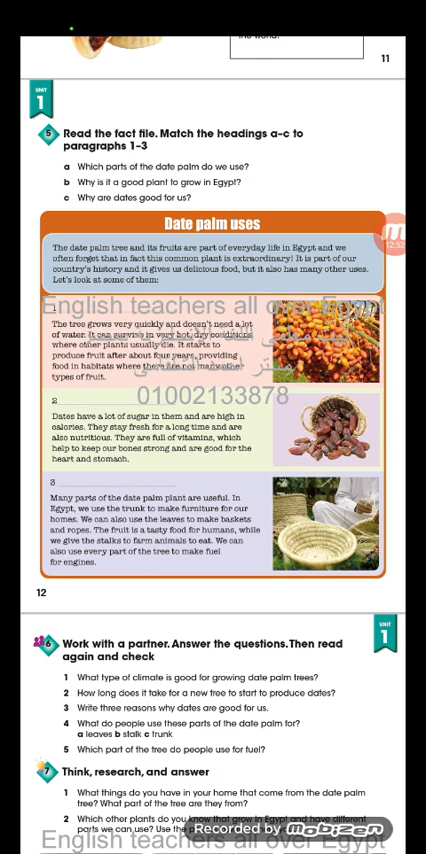 the world?
11
UNIT
1
5 Read the fact file. Match the headings a–c to
paragraphs 1–3
a Which parts of the date palm do we use?
b Why is it a good plant to grow in Egypt?
c Why are dates good for us?
Date palm uses
12:52
The date palm tree and its fruits are part of everyday life in Egypt and we
often forget that in fact this common plant is extraordinary! It is part of our
country's history and it gives us delicious food, but it also has many other uses.
Let's look at some of them:
English teachers all over Egypt
1
The tree grows very quickly and doesn't need a lot
of water. It can survive in very hot, dry conditions
where other plants usually die. It starts to
produce fruit after about four years, providing
food in habitats where there are not many other
types of fruit.
01002133878
2
Dates have a lot of sugar in them and are high in
calories. They stay fresh for a long time and are
also nutritious. They are full of vitamins, which
help to keep our bones strong and are good for the
heart and stomach.
3
Many parts of the date palm plant are useful. In
Egypt, we use the trunk to make furniture for our
homes. We can also use the leaves to make baskets
and ropes. The fruit is a tasty food for humans, while
we give the stalks to farm animals to eat. We can
also use every part of the tree to make fuel
for engines.
12
UNIT
1
6 Work with a partner. Answer the questions. Then read
again and check
1 What type of climate is good for growing date palm trees?
2 How long does it take for a new tree to start to produce dates?
3 Write three reasons why dates are good for us.
4 What do people use these parts of the date palm for?
a leaves b stalk c trunk
5 Which part of the tree do people use for fuel?
7 Think, research, and answer
1 What things do you have in your home that come from the date palm
tree? What part of the tree are they from?
2 Which other plants do you know that grow in Egypt and have different
parts we can use? Use the
Recorded by mobizen
English teachers all over Egypt